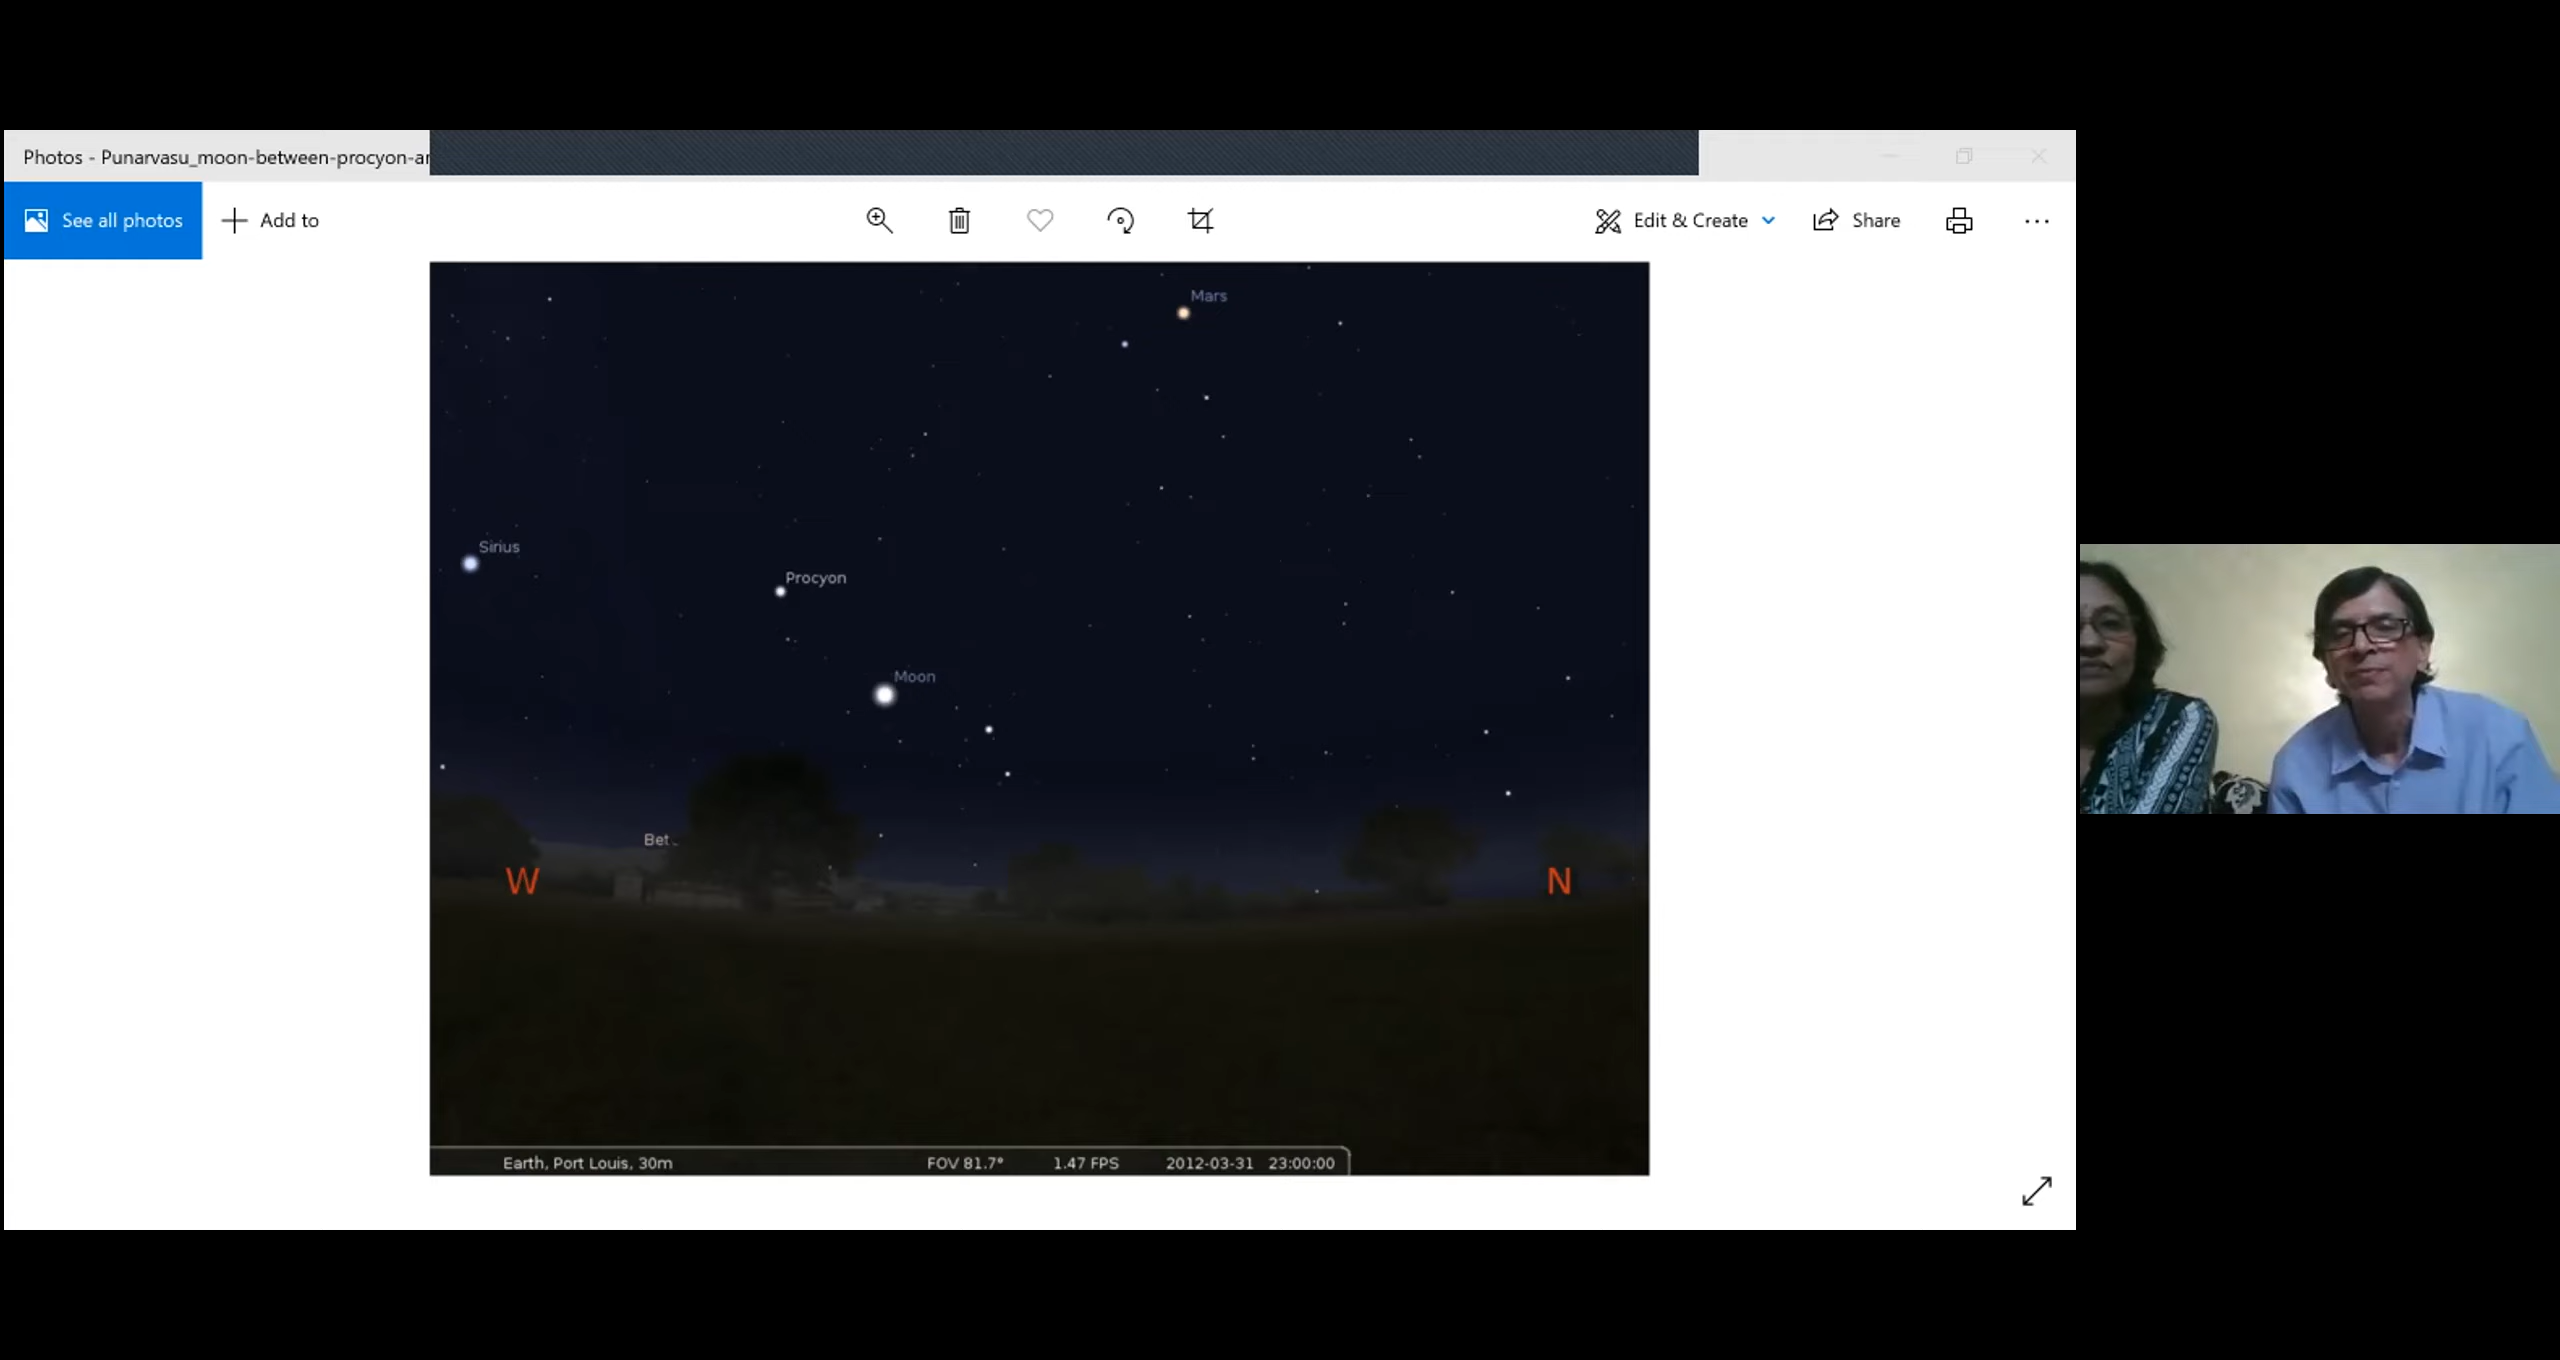 Photos - Punarvasu_moon-between-procyon-ar
See all photos
Add to
Edit & Create
Share
Mars
Sirius
Procyon
Moon
Bet
W
N
Earth, Port Louis, 30m FOV 81.7° 1.47 FPS 2012-03-31 23:00:00